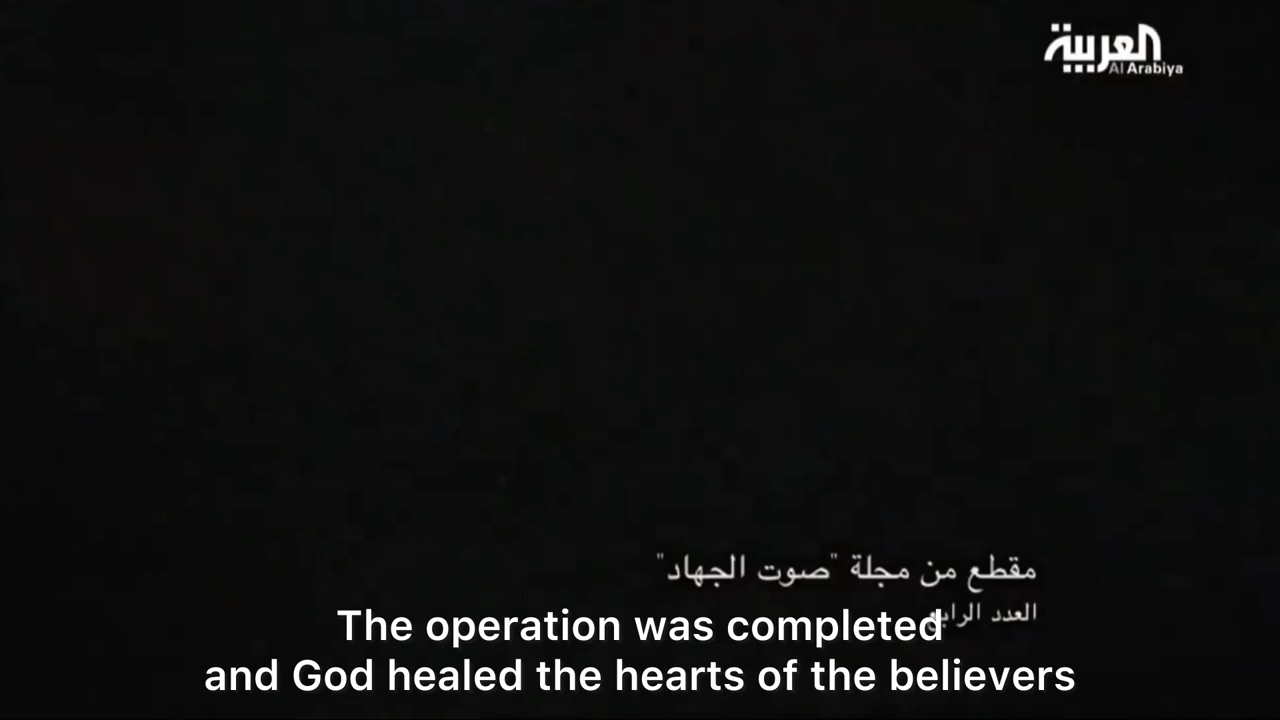 العربية
Al Arabiya
مقطع من مجلة "صوت الجهاد"
العدد الرابع
The operation was completed
and God healed the hearts of the believers